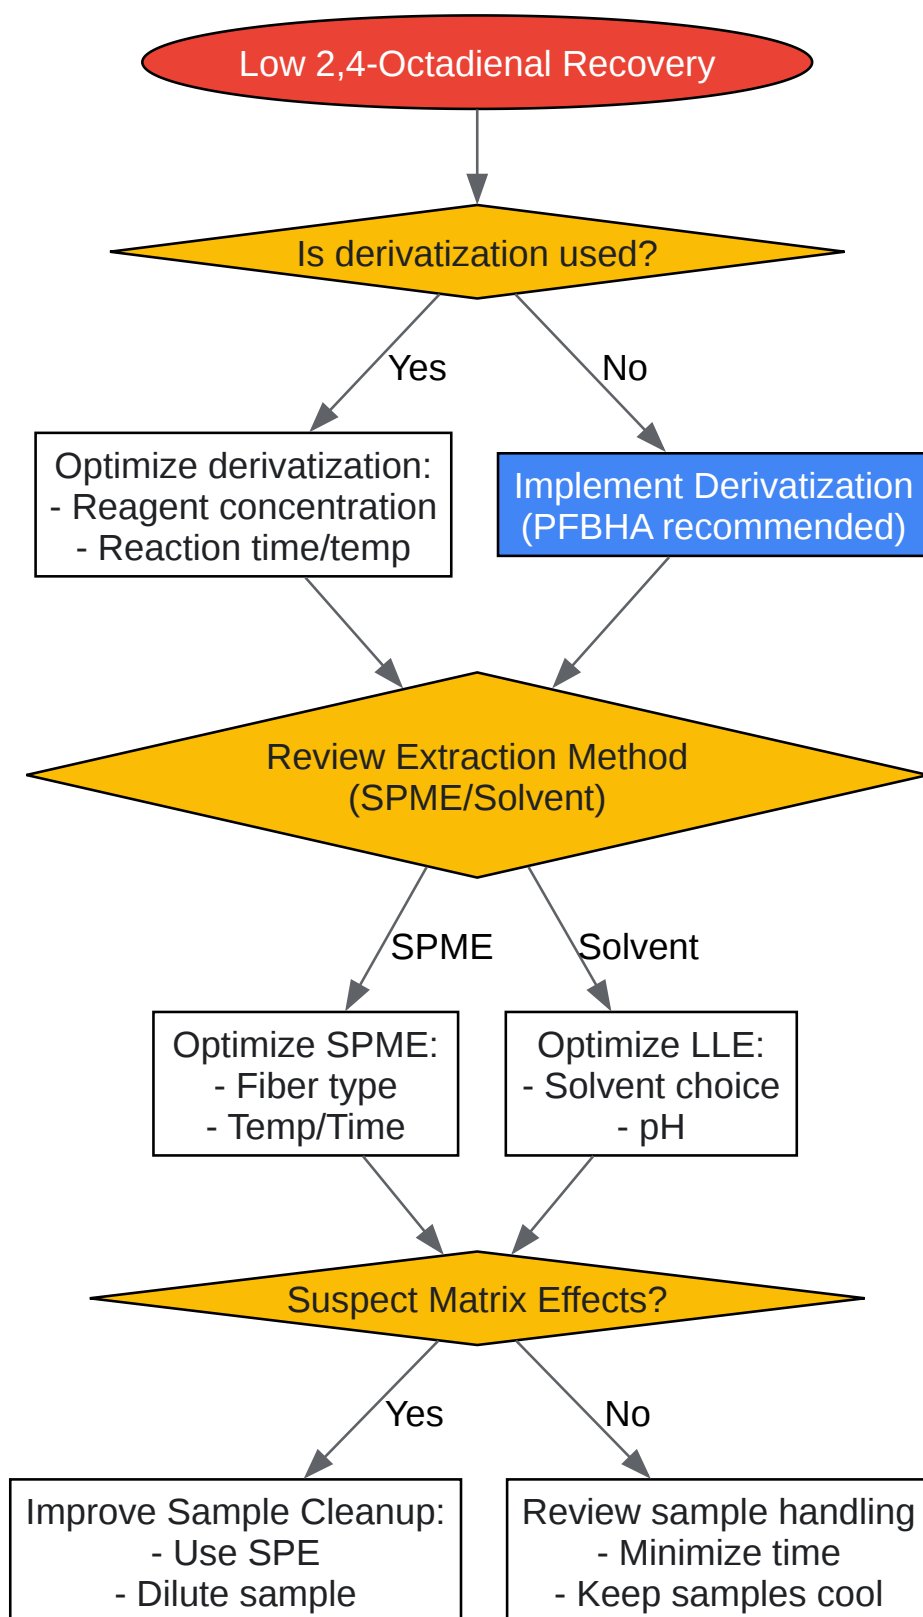 Low 2,4-Octadienal Recovery
Is derivatization used?
Yes
No
Optimize derivatization:
- Reagent concentration
- Reaction time/temp
Implement Derivatization
(PFBHA recommended)
Review Extraction Method
(SPME/Solvent)
SPME
Solvent
Optimize SPME:
- Fiber type
- Temp/Time
Optimize LLE:
- Solvent choice
- pH
Suspect Matrix Effects?
Yes
No
Improve Sample Cleanup:
- Use SPE
- Dilute sample
Review sample handling
- Minimize time
- Keep samples cool